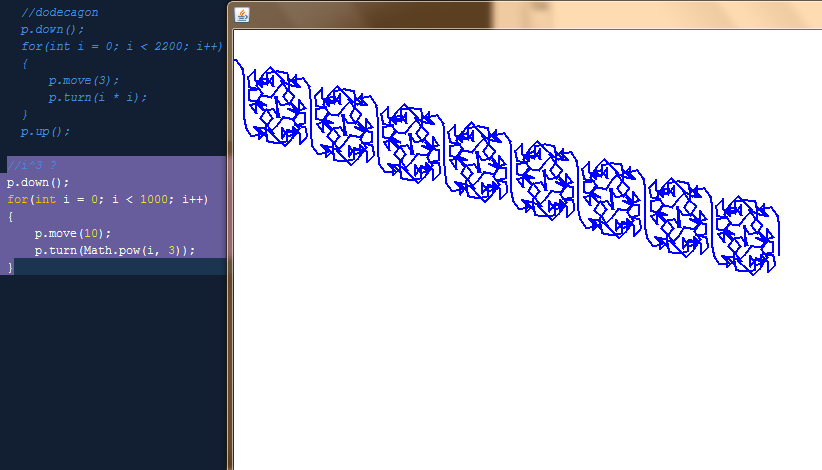 //dodecagon
p.down();
for(int i = 0; i < 2200; i++)
{
p.move(3);
p.turn(i * i);
}
p.up();
//i^3 ?
p.down();
for(int i = 0; i < 1000; i++)
{
p.move(10);
p.turn(Math.pow(i, 3));
}